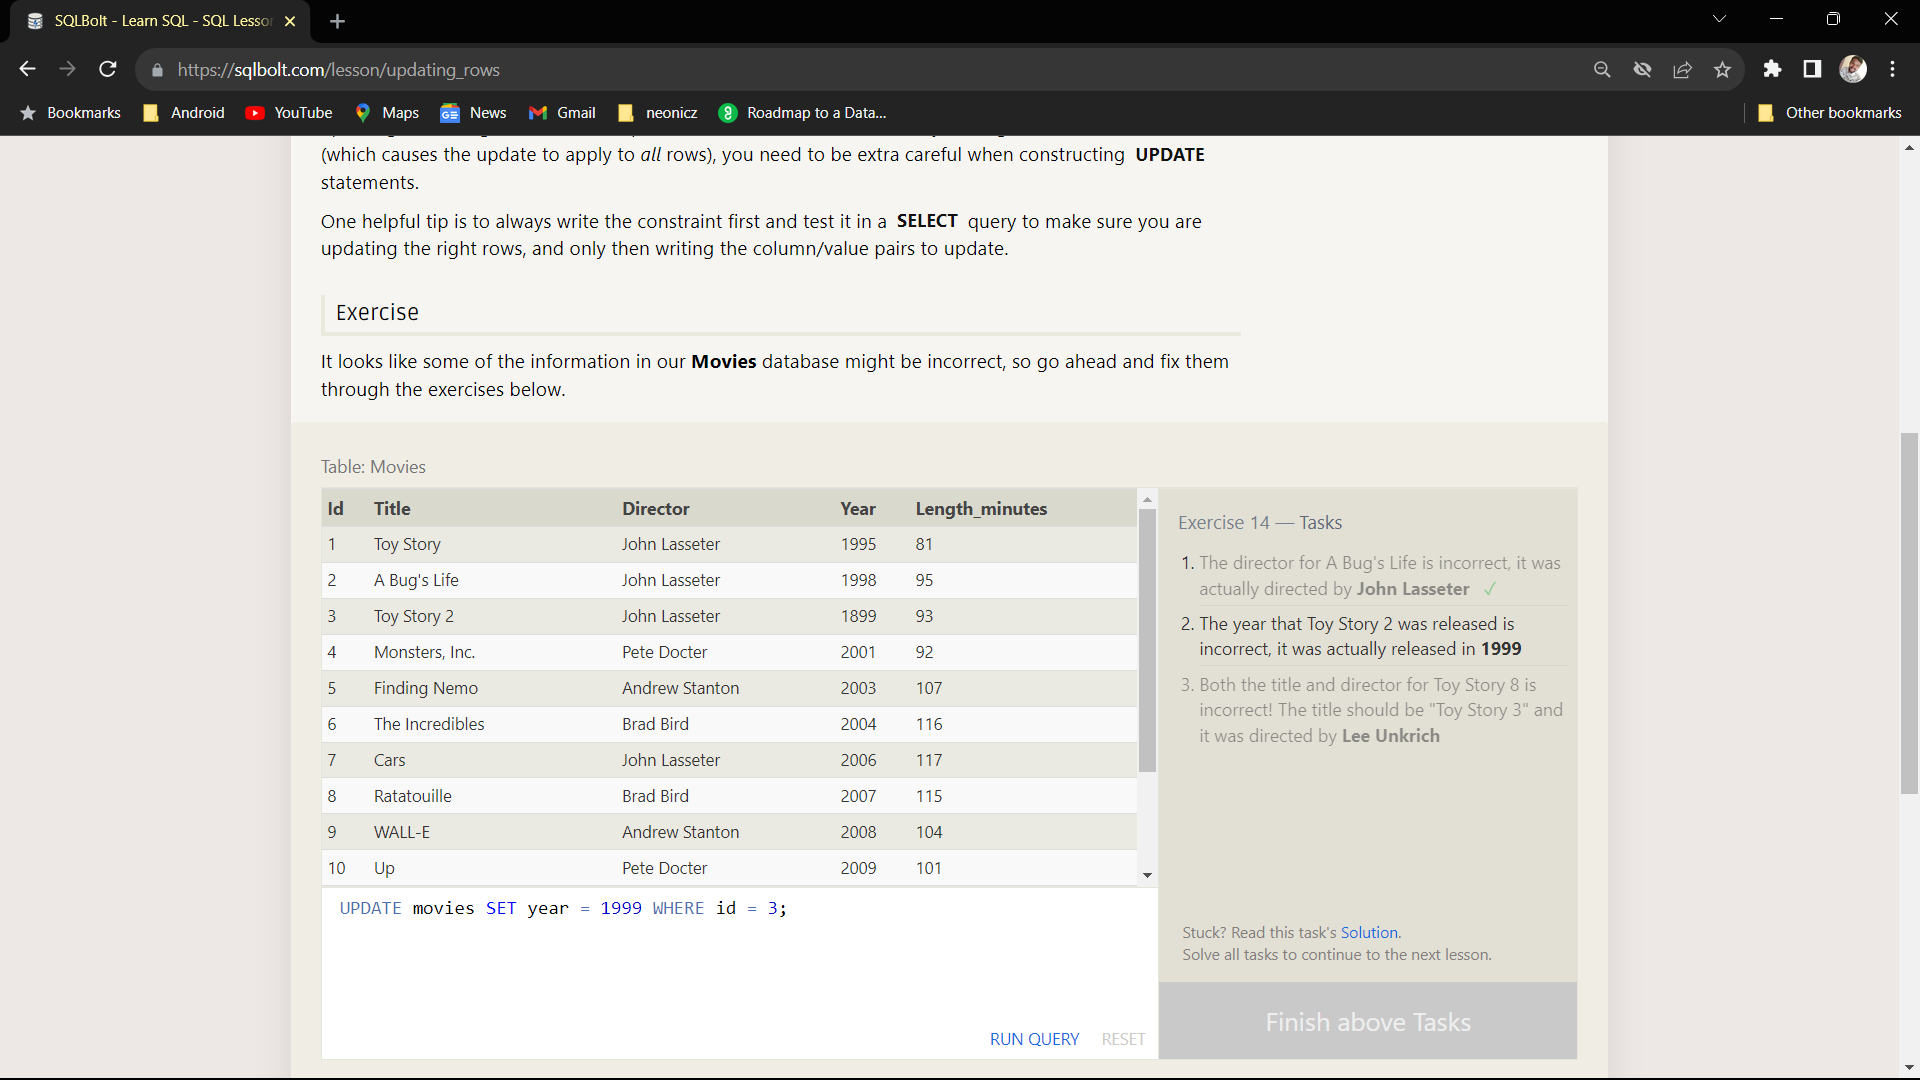 SQLBolt - Learn SQL - SQL Lesso
https://sqlbolt.com/lesson/updating_rows
Bookmarks Android YouTube Maps News Gmail neonicz Roadmap to a Data... Other bookmarks
(which causes the update to apply to all rows), you need to be extra careful when constructing UPDATE
statements.
One helpful tip is to always write the constraint first and test it in a SELECT query to make sure you are
updating the right rows, and only then writing the column/value pairs to update.
Exercise
It looks like some of the information in our Movies database might be incorrect, so go ahead and fix them
through the exercises below.
Table: Movies
Id Title Director Year Length_minutes
1 Toy Story John Lasseter 1995 81
2 A Bug's Life John Lasseter 1998 95
3 Toy Story 2 John Lasseter 1899 93
4 Monsters, Inc. Pete Docter 2001 92
5 Finding Nemo Andrew Stanton 2003 107
6 The Incredibles Brad Bird 2004 116
7 Cars John Lasseter 2006 117
8 Ratatouille Brad Bird 2007 115
9 WALL-E Andrew Stanton 2008 104
10 Up Pete Docter 2009 101
UPDATE movies SET year = 1999 WHERE id = 3;
RUN QUERY RESET
Exercise 14 — Tasks
1. The director for A Bug's Life is incorrect, it was
actually directed by John Lasseter ✓
2. The year that Toy Story 2 was released is
incorrect, it was actually released in 1999
3. Both the title and director for Toy Story 8 is
incorrect! The title should be "Toy Story 3" and
it was directed by Lee Unkrich
Stuck? Read this task's Solution.
Solve all tasks to continue to the next lesson.
Finish above Tasks